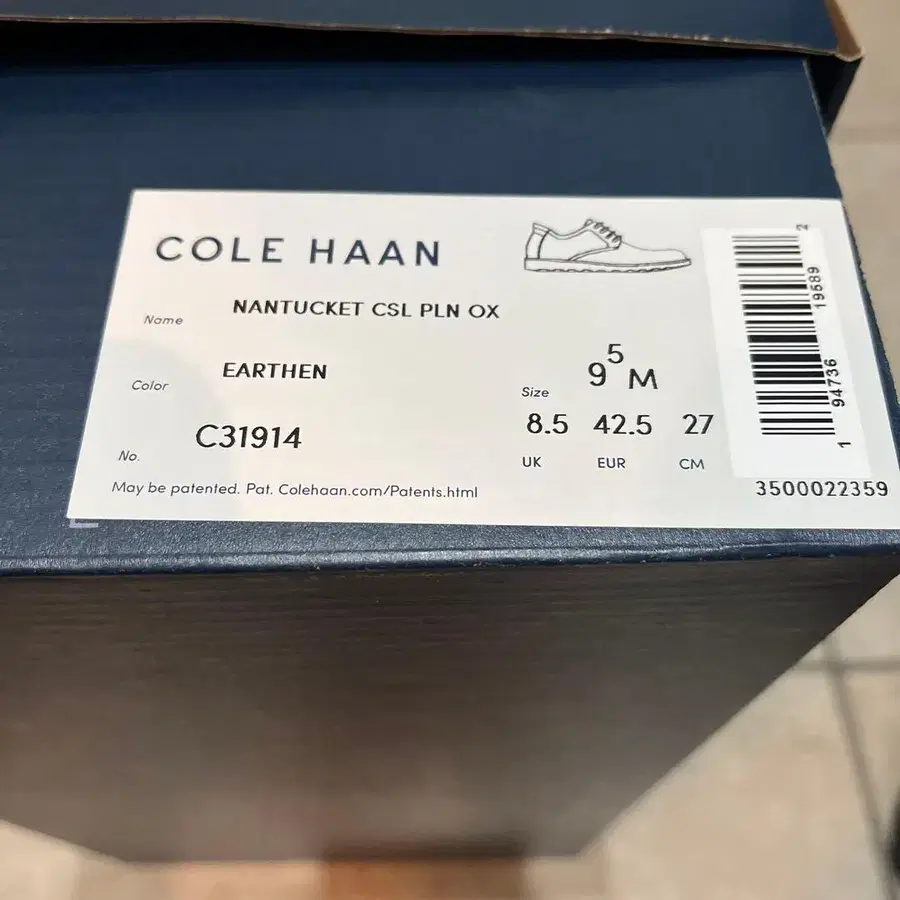 COLE HAAN
Name NANTUCKET CSL PLN OX
Color EARTHEN
No. C31914
May be patented. Pat. Colehaan.com/Patents.html
Size 9 5 M
8.5 42.5 27
UK EUR CM
1 94736 19589 2
3500022359